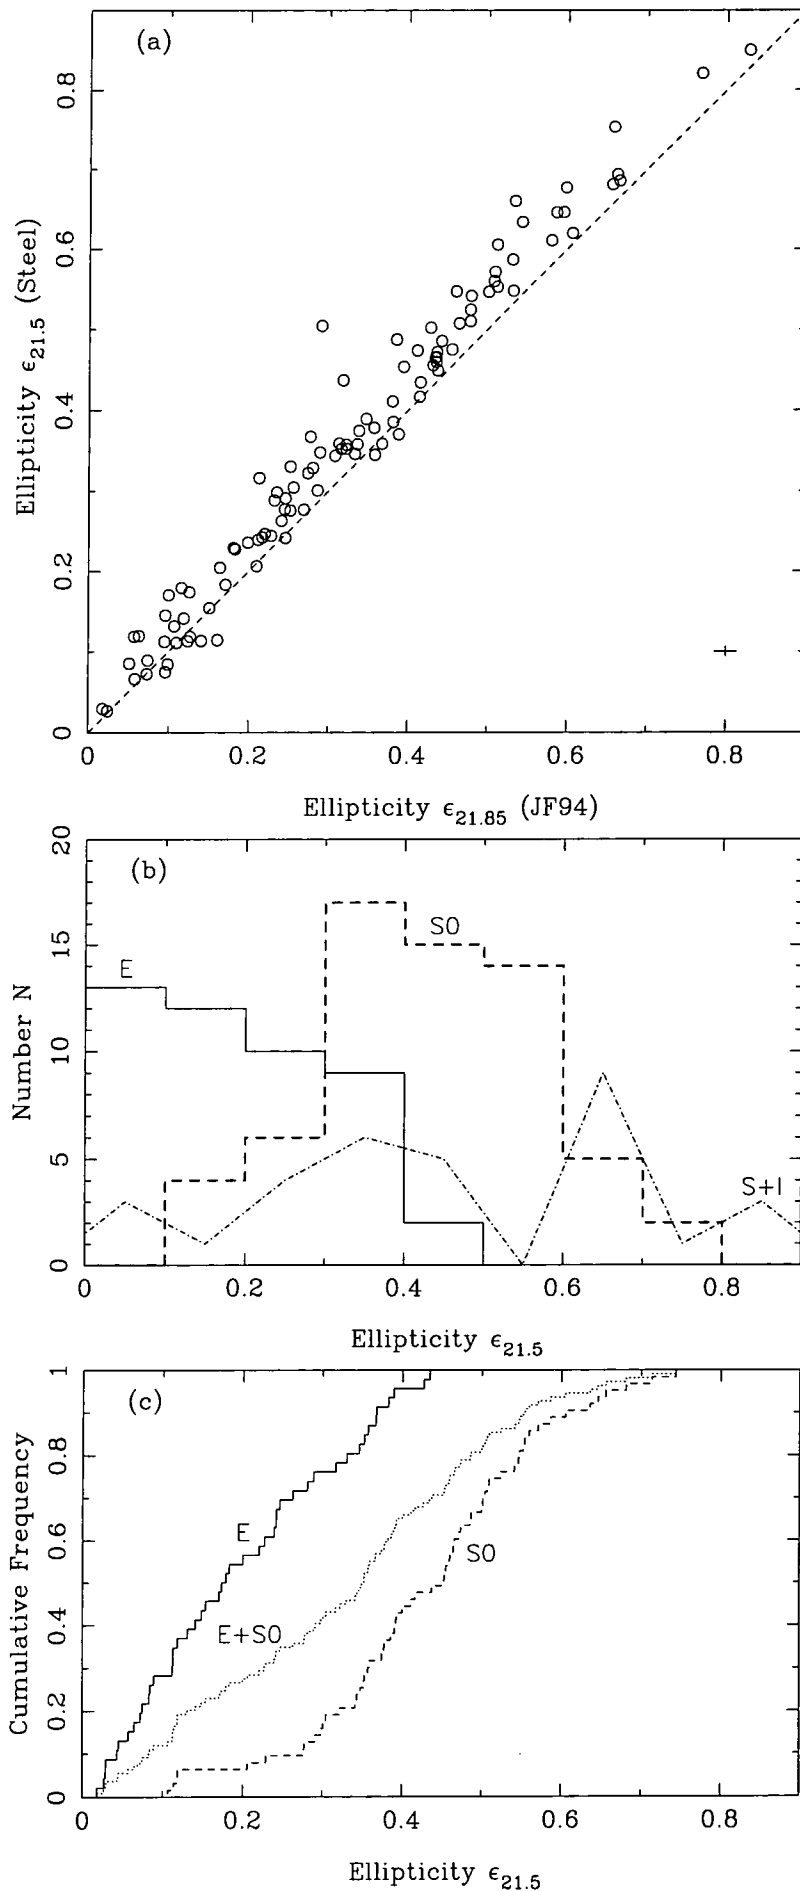 (a)
0.8
0.6
0.4
0.2
0
Ellipticity ϵ21.5 (Steel)
0 0.2 0.4 0.6 0.8
Ellipticity ϵ21.85 (JF94)
(b)
20
15
10
5
0
Number N
E
S0
S+I
0 0.2 0.4 0.6 0.8
Ellipticity ϵ21.5
(c)
1
0.8
0.6
0.4
0.2
0
Cumulative Frequency
E
S0
E+S0
0 0.2 0.4 0.6 0.8
Ellipticity ϵ21.5